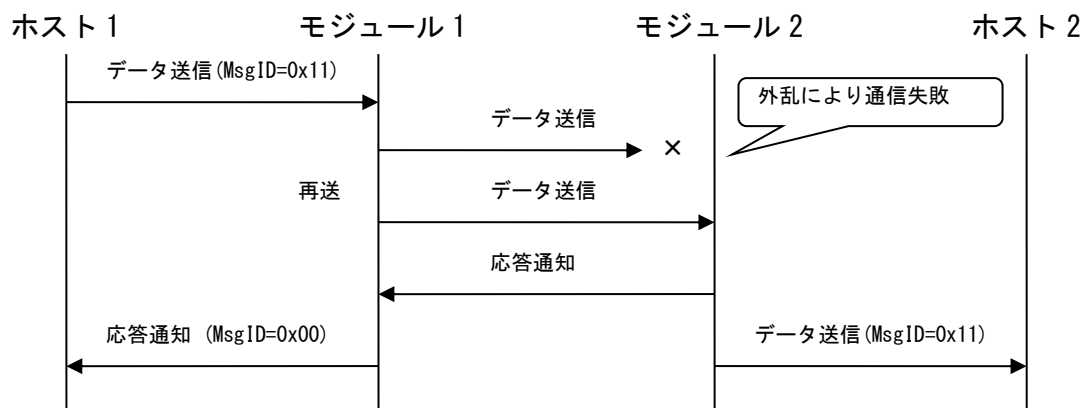 ホスト1 モジュール1 モジュール2 ホスト2
データ送信(MsgID=0x11)
外乱により通信失敗
データ送信
×
再送 データ送信
応答通知
応答通知 (MsgID=0x00) データ送信(MsgID=0x11)